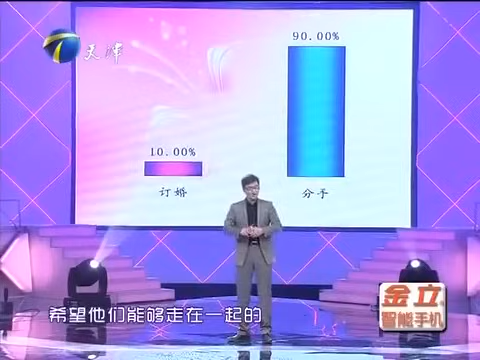 天津
90.00%
10.00%
订婚
分手
希望他们能够走在一起的
金立
智能手机